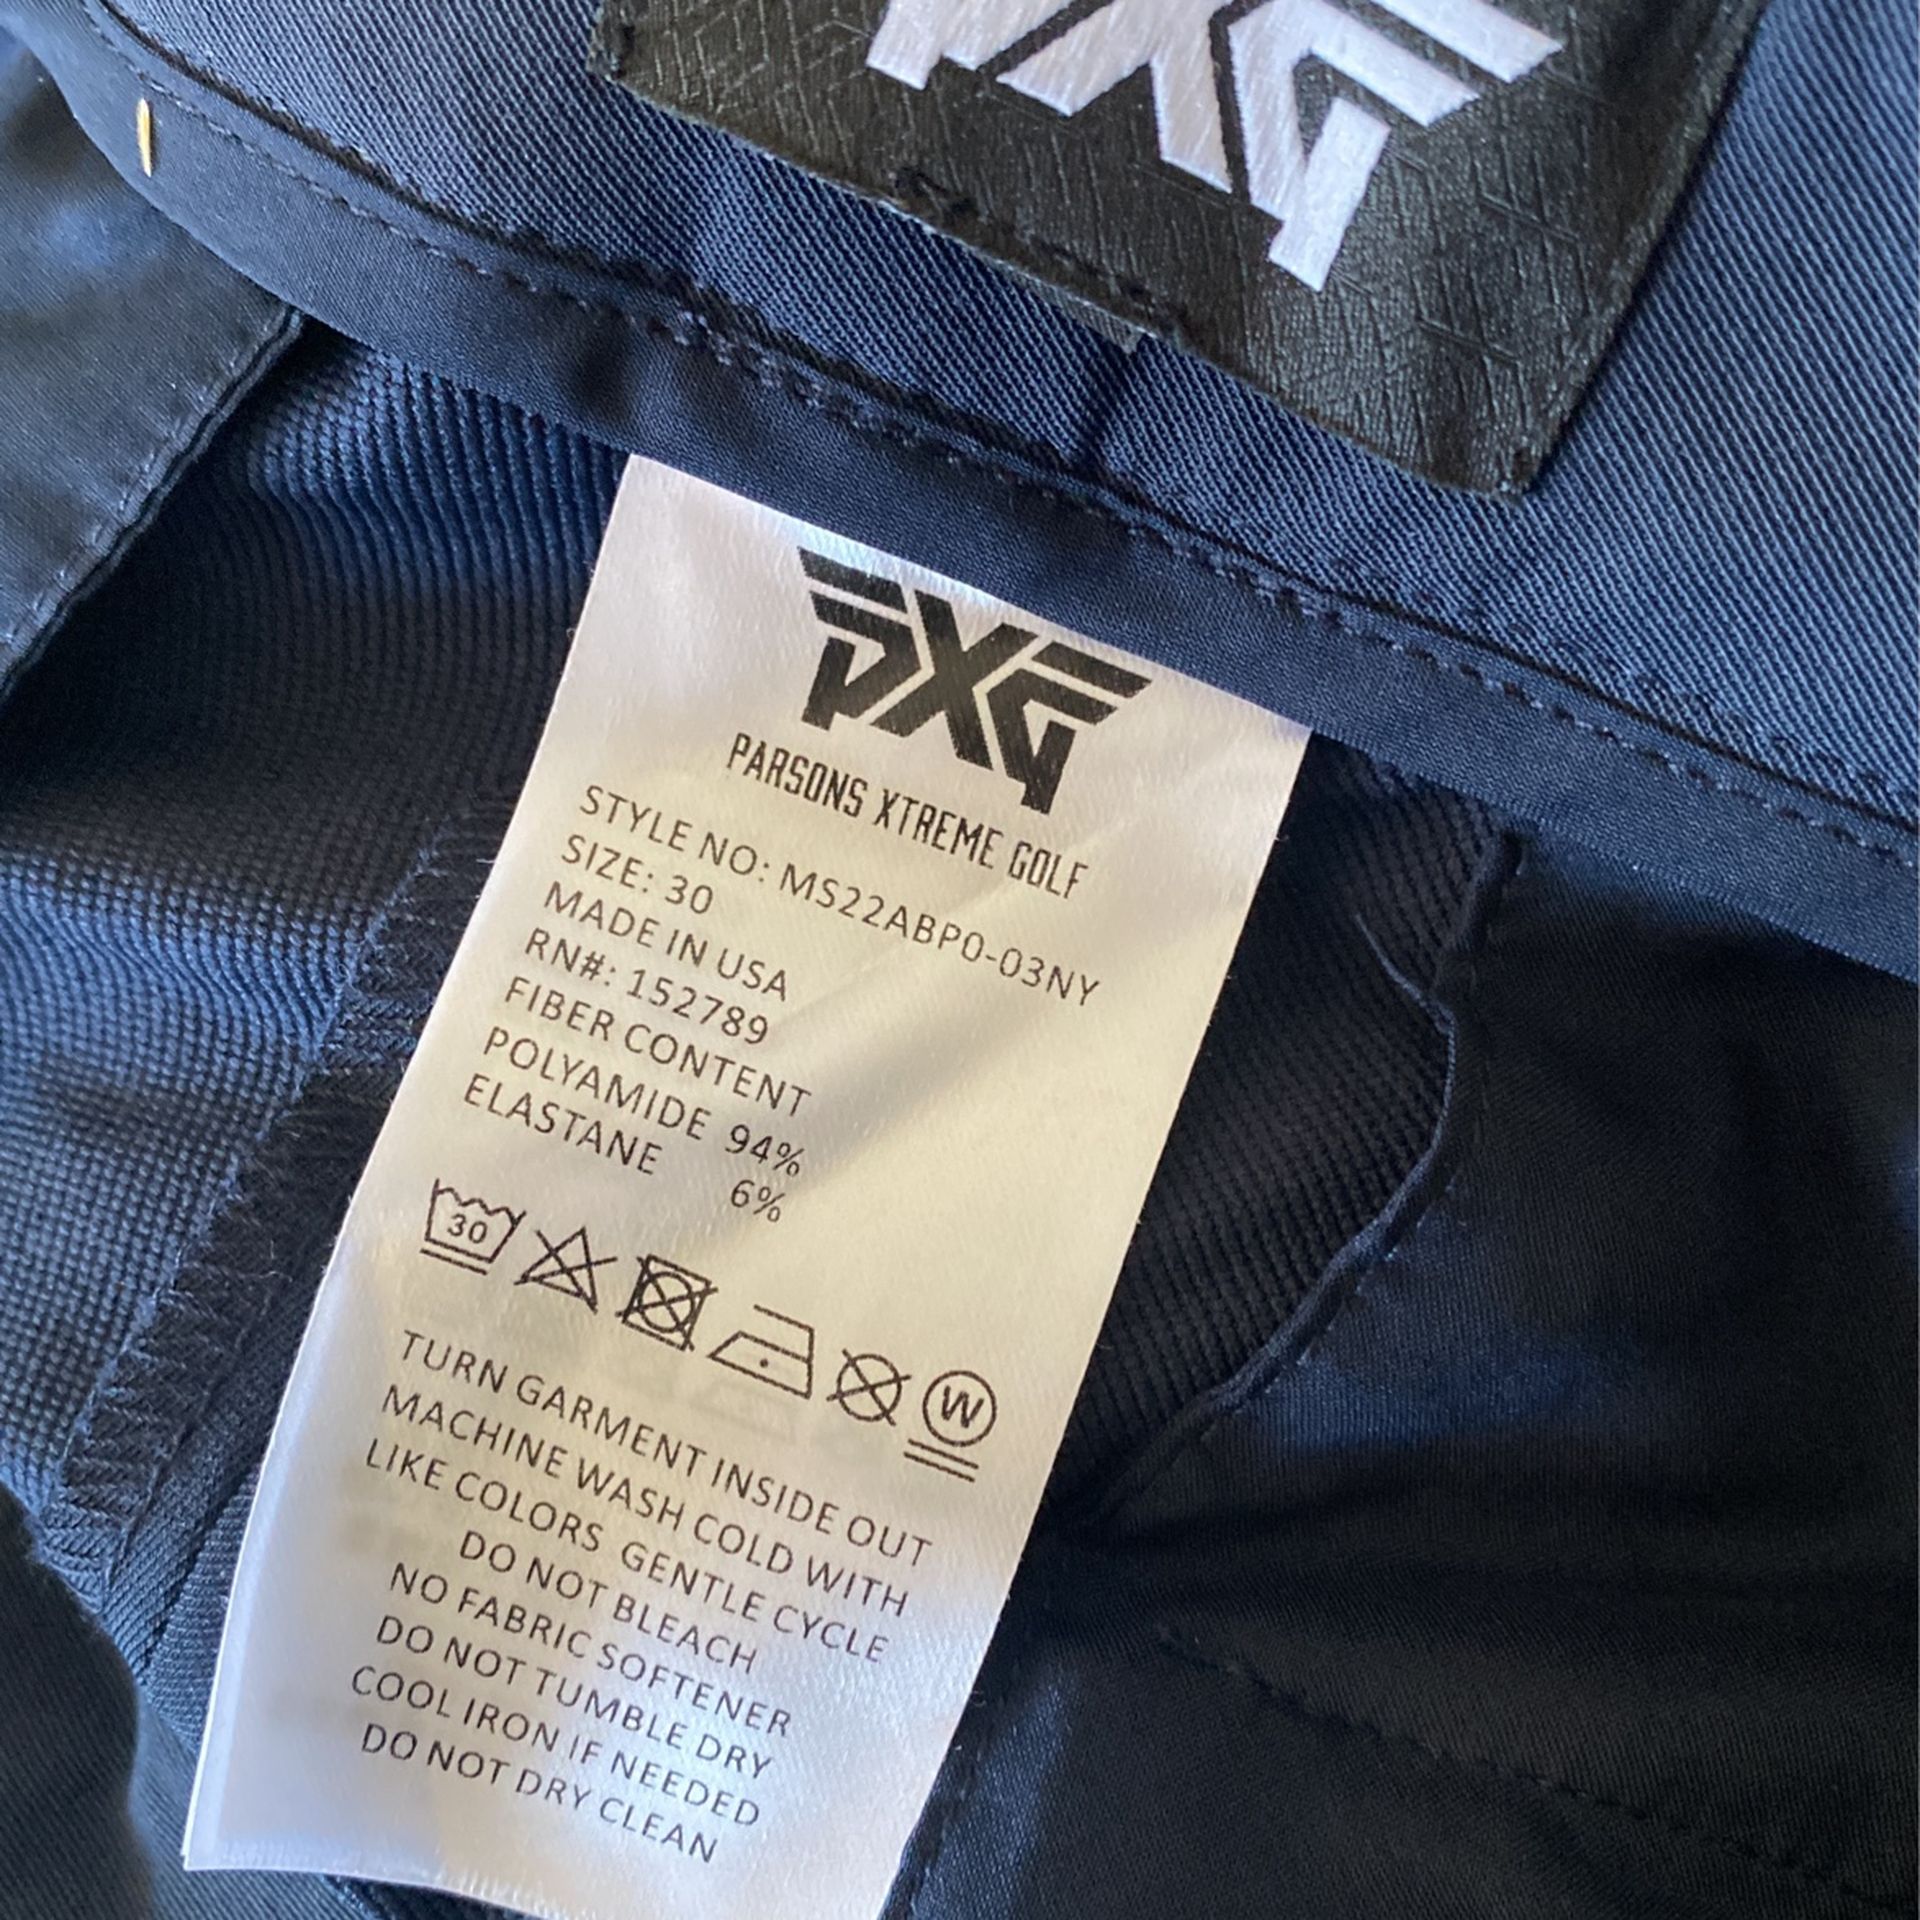 PXG
PXG
PARSONS XTREME GOLF
STYLE NO: MS22ABP0-03NY
SIZE: 30
MADE IN USA
RN#: 152789
FIBER CONTENT
POLYAMIDE 94%
ELASTANE 6%
30
W
TURN GARMENT INSIDE OUT
MACHINE WASH COLD WITH
LIKE COLORS GENTLE CYCLE
DO NOT BLEACH
NO FABRIC SOFTENER
DO NOT TUMBLE DRY
COOL IRON IF NEEDED
DO NOT DRY CLEAN